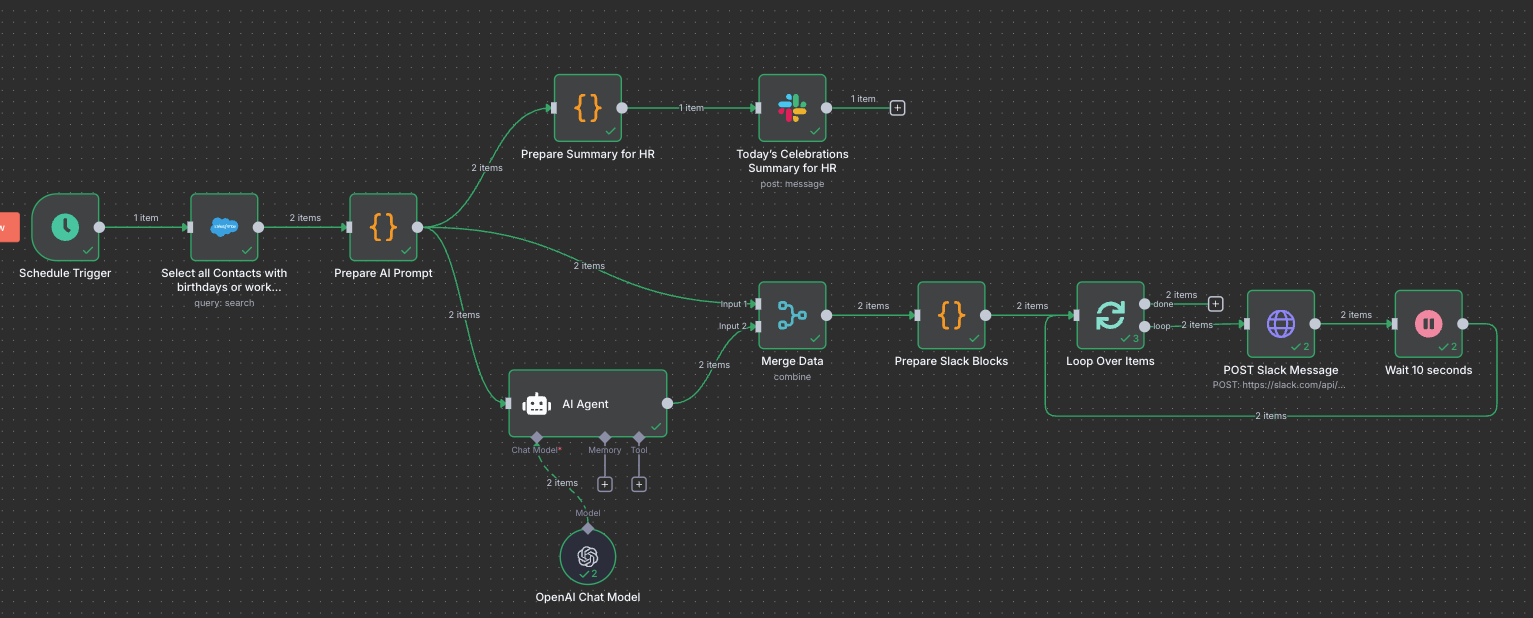 1 item
1 item
Prepare Summary for HR
Today's Celebrations
Summary for HR
post: message
2 items
w
1 item
2 items
salesforce
Schedule Trigger
Select all Contacts with
birthdays or work...
query: search
Prepare AI Prompt
2 items
2 items
Input 1
Input 2
Merge Data
combine
2 items
Prepare Slack Blocks
2 items
done
2 items
loop
2 items
3
Loop Over Items
2
POST Slack Message
POST: https://slack.com/api/...
2 items
2
Wait 10 seconds
2 items
2 items
AI Agent
Chat Model*
Memory
Tool
2 items
Model
2
OpenAI Chat Model